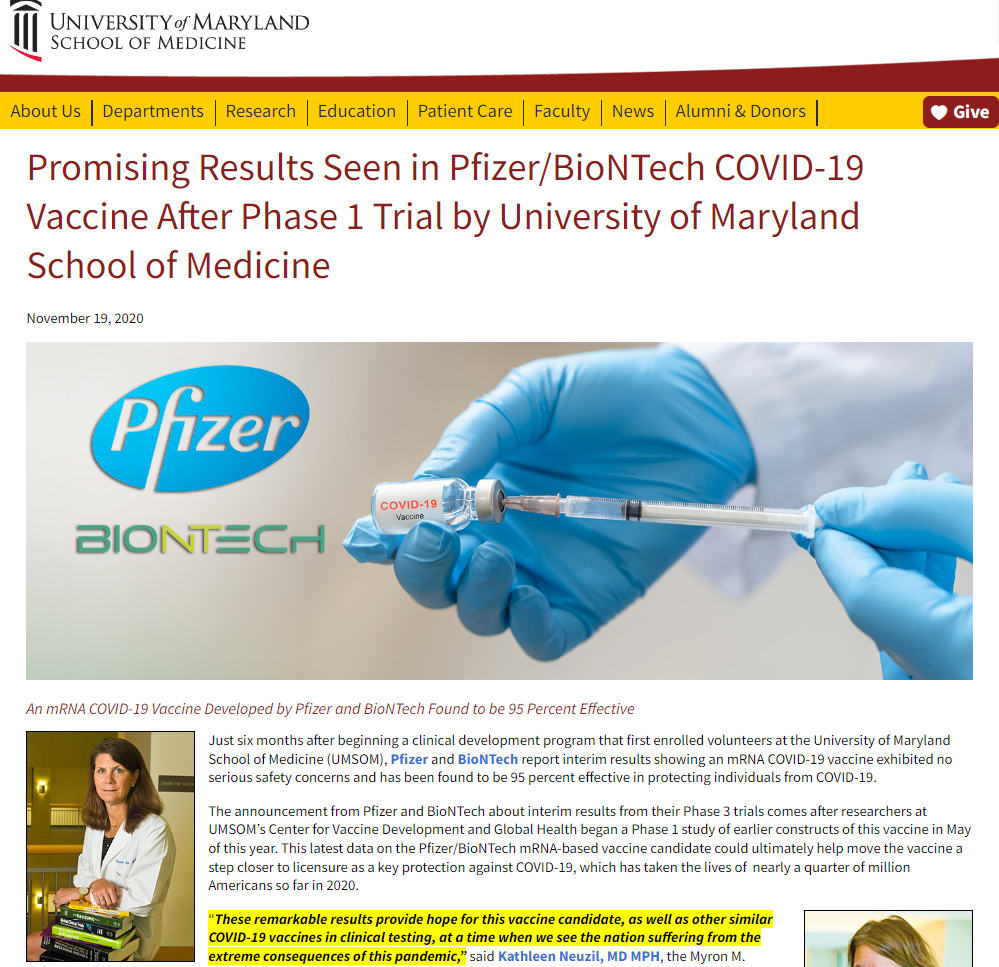 UNIVERSITY of MARYLAND
SCHOOL OF MEDICINE
About Us
Departments
Research
Education
Patient Care
Faculty
News
Alumni & Donors
Give
Promising Results Seen in Pfizer/BioNTech COVID-19
Vaccine After Phase 1 Trial by University of Maryland
School of Medicine
November 19, 2020
Pfizer
BIONTECH
COVID-19
Vaccine
An mRNA COVID-19 Vaccine Developed by Pfizer and BioNTech Found to be 95 Percent Effective
Just six months after beginning a clinical development program that first enrolled volunteers at the University of Maryland
School of Medicine (UMSOM), Pfizer and BioNTech report interim results showing an mRNA COVID-19 vaccine exhibited no
serious safety concerns and has been found to be 95 percent effective in protecting individuals from COVID-19.
The announcement from Pfizer and BioNTech about interim results from their Phase 3 trials comes after researchers at
UMSOM's Center for Vaccine Development and Global Health began a Phase 1 study of earlier constructs of this vaccine in May
of this year. This latest data on the Pfizer/BioNTech mRNA-based vaccine candidate could ultimately help move the vaccine a
step closer to licensure as a key protection against COVID-19, which has taken the lives of nearly a quarter of million
Americans so far in 2020.
"These remarkable results provide hope for this vaccine candidate, as well as other similar
COVID-19 vaccines in clinical testing, at a time when we see the nation suffering from the
extreme consequences of this pandemic," said Kathleen Neuzil, MD MPH, the Myron M.